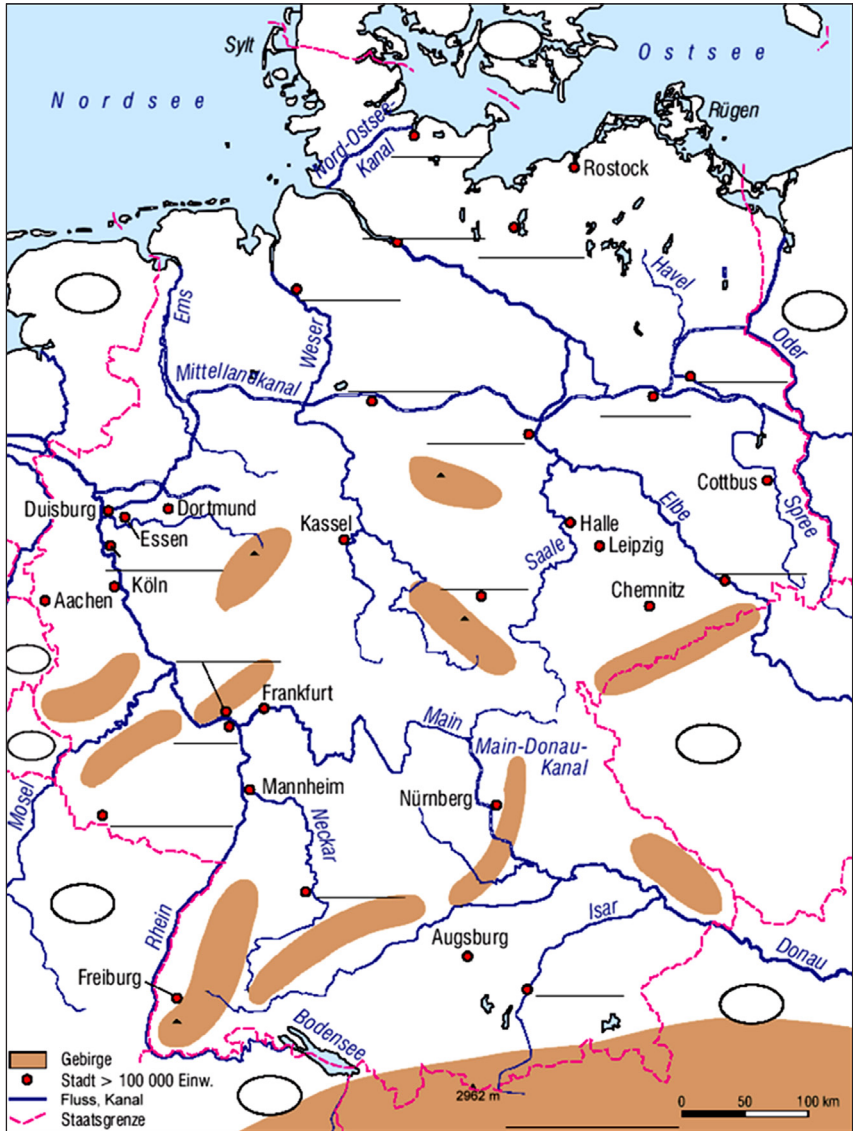 Sylt
Ostsee
Nordsee
Rügen
Nord-Ostsee-
Kanal
Rostock
Havel
Ems
Weser
Oder
Mittellandkanal
Cottbus
Duisburg
Dortmund
Essen
Kassel
Halle
Elbe
Spree
Saale
Leipzig
Köln
Aachen
Chemnitz
Frankfurt
Main
Main-Donau-
Kanal
Mosel
Mannheim
Nürnberg
Neckar
Rhein
Isar
Augsburg
Donau
Freiburg
Bodensee
Gebirge
Stadt > 100 000 Einw.
Fluss, Kanal
Staatsgrenze
2962 m
0 50 100 km